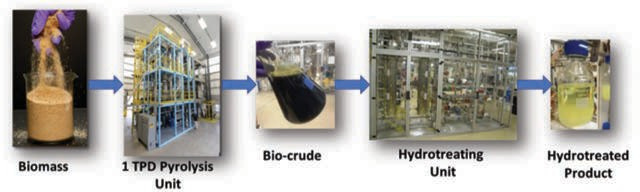 Biomass
1 TPD Pyrolysis
Unit
Bio-crude
Hydrotreating
Unit
Hydrotreated
Product